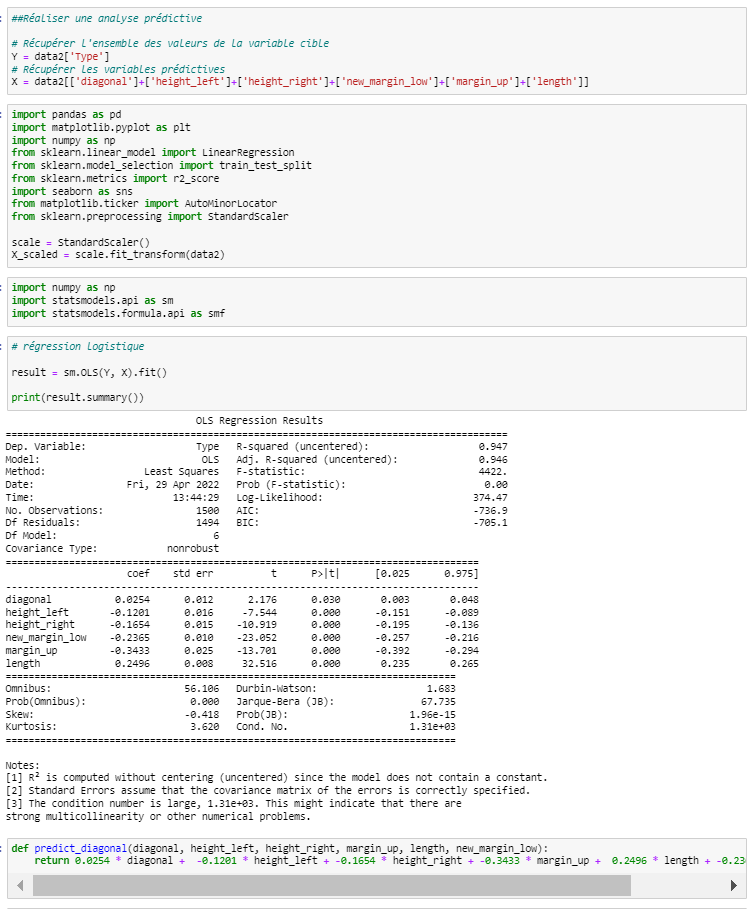 ##Réaliser une analyse prédictive
# Récupérer l'ensemble des valeurs de la variable cible
Y = data2['Type']
# Récupérer les variables prédictives
X = data2[['diagonal']+['height_left']+['height_right']+['new_margin_low']+['margin_up']+['length']]
import pandas as pd
import matplotlib.pyplot as plt
import numpy as np
from sklearn.linear_model import LinearRegression
from sklearn.model_selection import train_test_split
from sklearn.metrics import r2_score
import seaborn as sns
from matplotlib.ticker import AutoMinorLocator
from sklearn.preprocessing import StandardScaler
scale = StandardScaler()
X_scaled = scale.fit_transform(data2)
import numpy as np
import statsmodels.api as sm
import statsmodels.formula.api as smf
# régression Logistique
result = sm.OLS(Y, X).fit()
print(result.summary())
OLS Regression Results
==============================================================================
Dep. Variable: Type R-squared (uncentered): 0.947
Model: OLS Adj. R-squared (uncentered): 0.946
Method: Least Squares F-statistic: 4422.
Date: Fri, 29 Apr 2022 Prob (F-statistic): 0.00
Time: 13:44:29 Log-Likelihood: 374.47
No. Observations: 1500 AIC: -736.9
Df Residuals: 1494 BIC: -705.1
Df Model: 6
Covariance Type: nonrobust
==============================================================================
coef std err t P>|t| [0.025 0.975]
------------------------------------------------------------------------------
diagonal 0.0254 0.012 2.176 0.030 0.003 0.048
height_left -0.1201 0.016 -7.544 0.000 -0.151 -0.089
height_right -0.1654 0.015 -10.919 0.000 -0.195 -0.136
new_margin_low -0.2365 0.010 -23.052 0.000 -0.257 -0.216
margin_up -0.3433 0.025 -13.701 0.000 -0.392 -0.294
length 0.2496 0.008 32.516 0.000 0.235 0.265
==============================================================================
Omnibus: 56.106 Durbin-Watson: 1.683
Prob(Omnibus): 0.000 Jarque-Bera (JB): 67.735
Skew: -0.418 Prob(JB): 1.96e-15
Kurtosis: 3.620 Cond. No. 1.31e+03
==============================================================================
Notes:
[1] R² is computed without centering (uncentered) since the model does not contain a constant.
[2] Standard Errors assume that the covariance matrix of the errors is correctly specified.
[3] The condition number is large, 1.31e+03. This might indicate that there are
strong multicollinearity or other numerical problems.
def predict_diagonal(diagonal, height_left, height_right, margin_up, length, new_margin_low):
return 0.0254 * diagonal + -0.1201 * height_left + -0.1654 * height_right + -0.3433 * margin_up + 0.2496 * length + -0.23